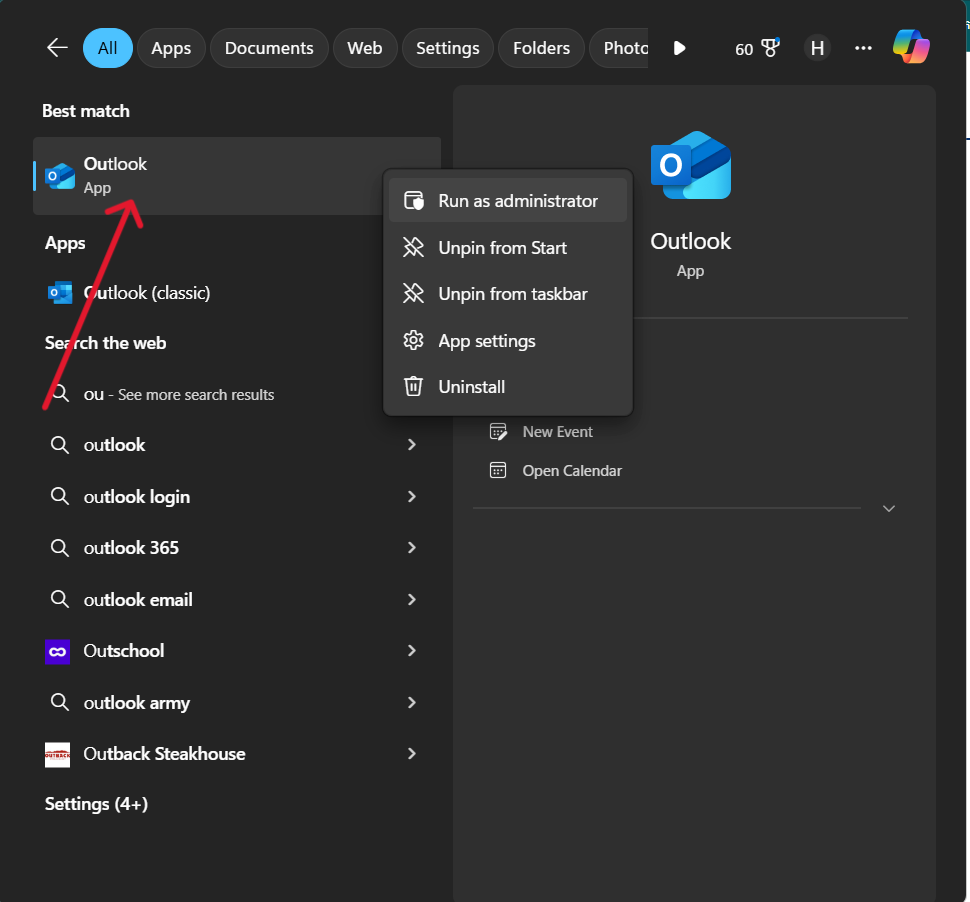 All
Apps
Documents
Web
Settings
Folders
Photo
60
H
Best match
Outlook
App
Apps
Outlook (classic)
Search the web
ou - See more search results
outlook
outlook login
outlook 365
outlook email
Outschool
outlook army
OUTBACK
Outback Steakhouse
Settings (4+)
Run as administrator
Unpin from Start
Unpin from taskbar
App settings
Uninstall
O
Outlook
App
New Event
Open Calendar